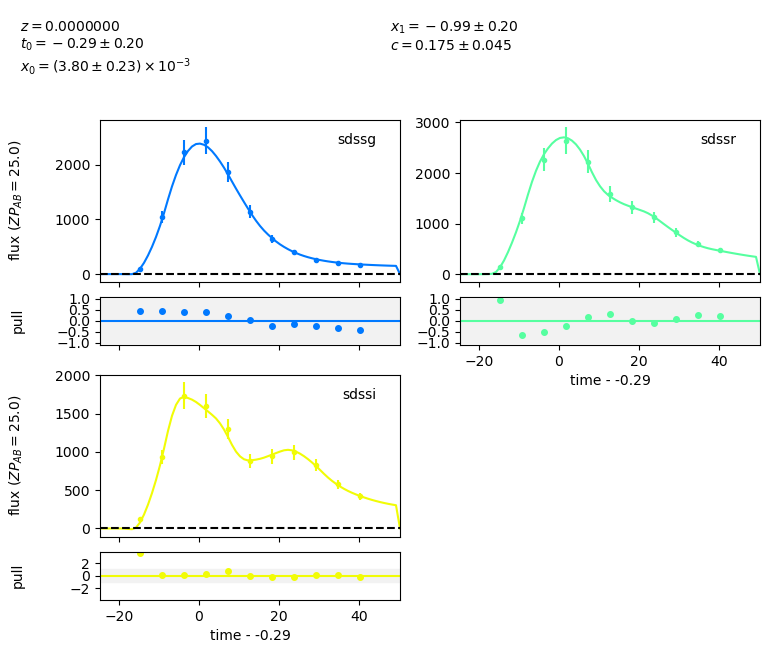 z = 0.0000000
t₀ = −0.29 ± 0.20
x₀ = (3.80 ± 0.23) × 10⁻³
x₁ = −0.99 ± 0.20
c = 0.175 ± 0.045
flux (ZP_AB = 25.0)
2000
1000
0
sdssg
3000
2000
1000
0
sdssr
pull
1.0
0.5
0.0
−0.5
−1.0
1.0
0.5
0.0
−0.5
−1.0
−20 0 20 40
time - -0.29
flux (ZP_AB = 25.0)
2000
1500
1000
500
0
sdssi
pull
2
0
−2
−20 0 20 40
time - -0.29